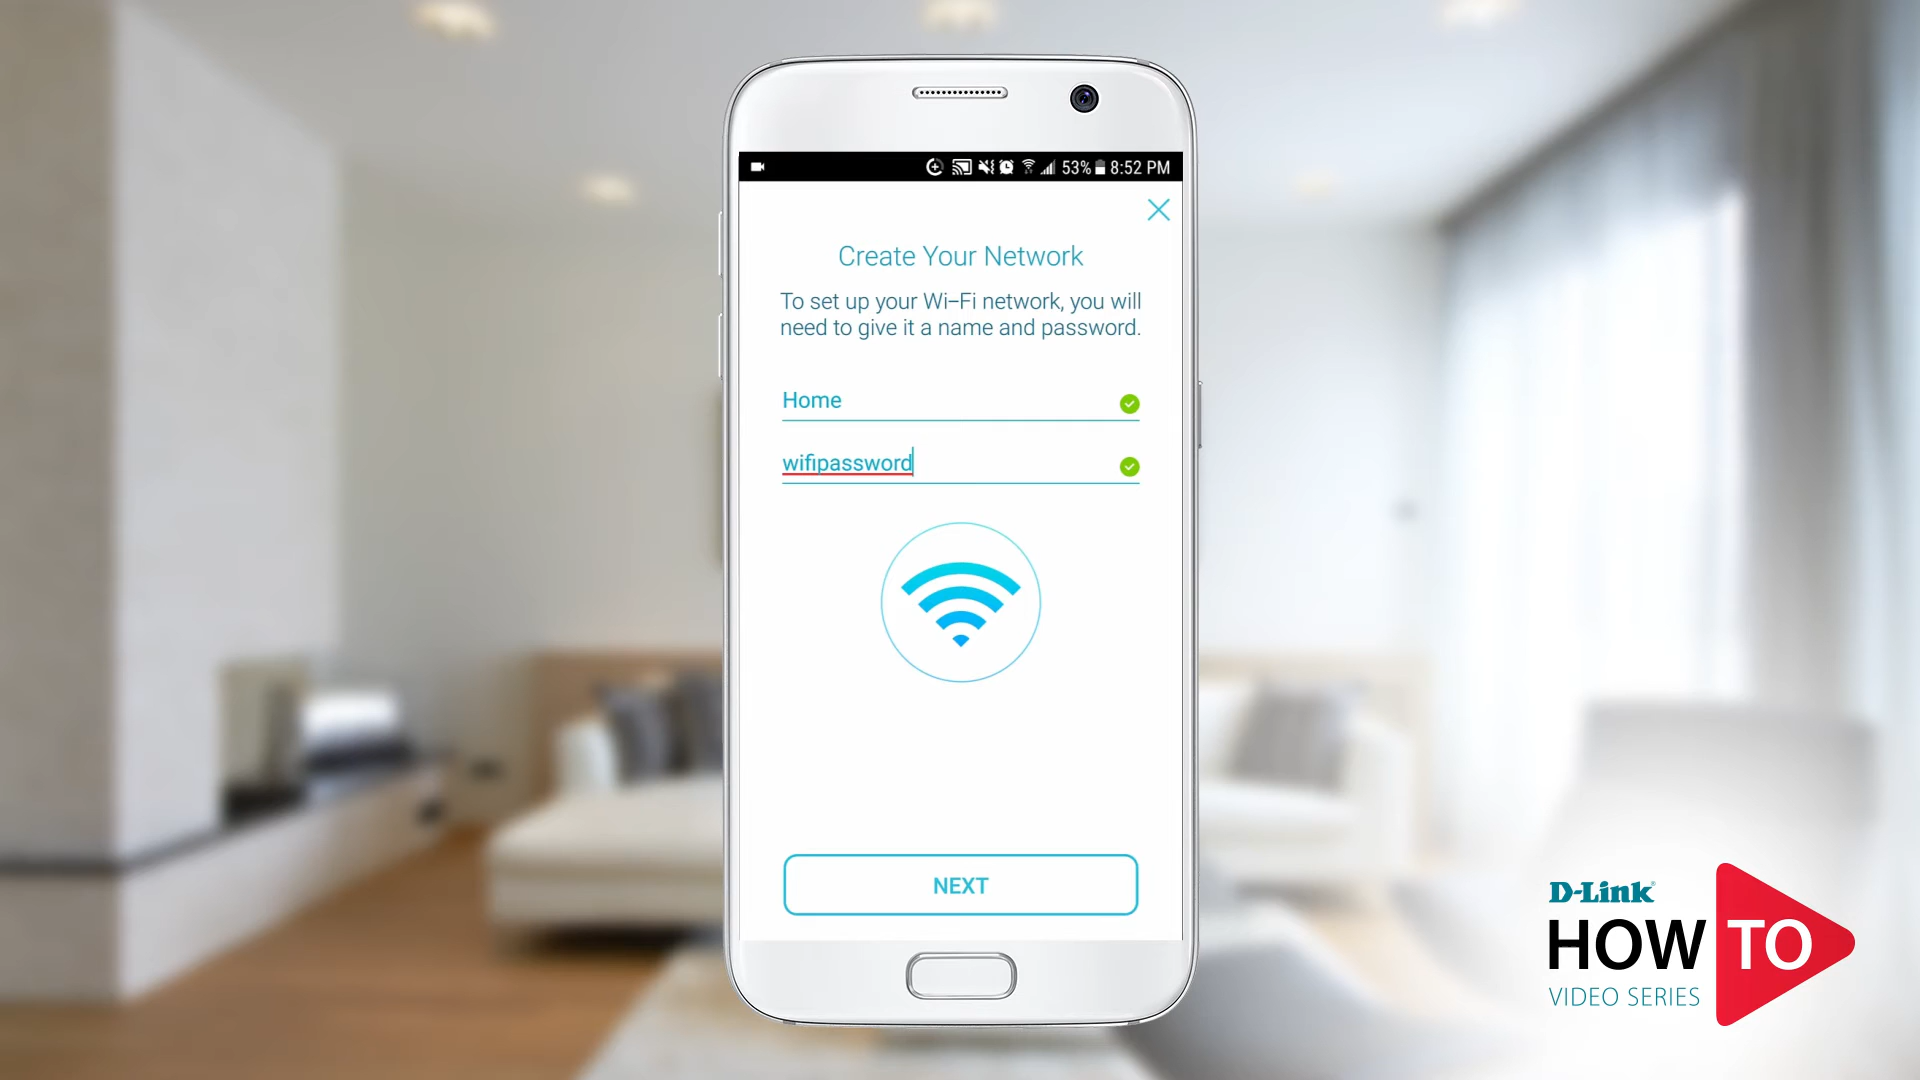 53% 8:52 PM
Create Your Network
To set up your Wi-Fi network, you will
need to give it a name and password.
Home
wifipassword
NEXT
D-Link
HOW TO
VIDEO SERIES